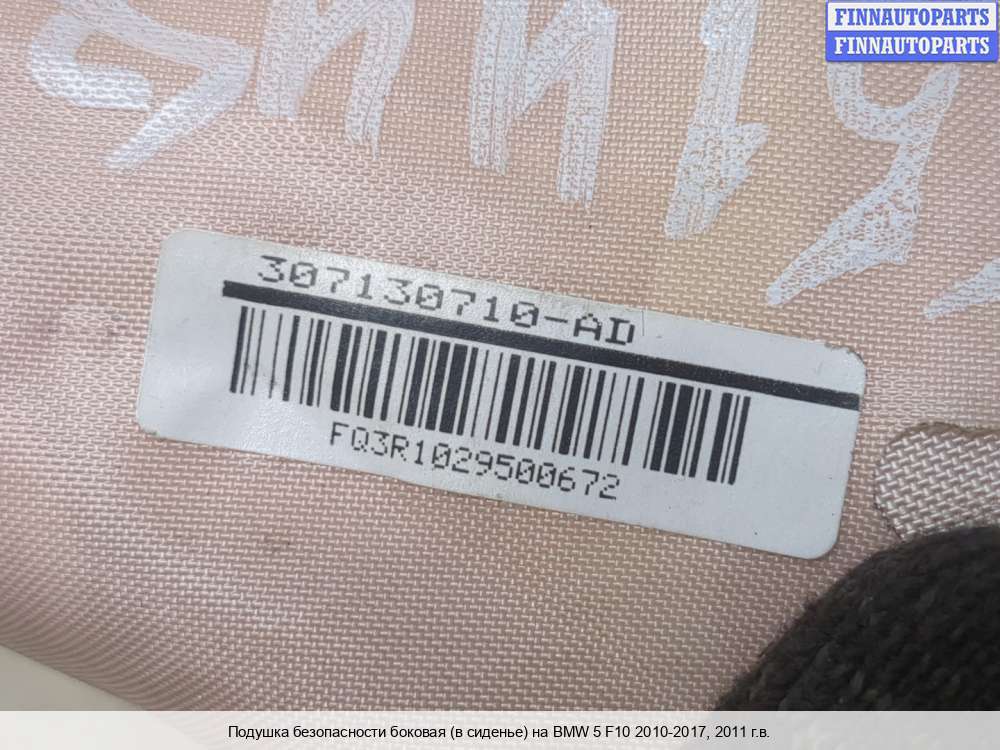 FINNAUTOPARTS
FINNAUTOPARTS
307130710-AD
FQ3R1029500672
Подушка безопасности боковая (в сиденье) на BMW 5 F10 2010-2017, 2011 г.в.